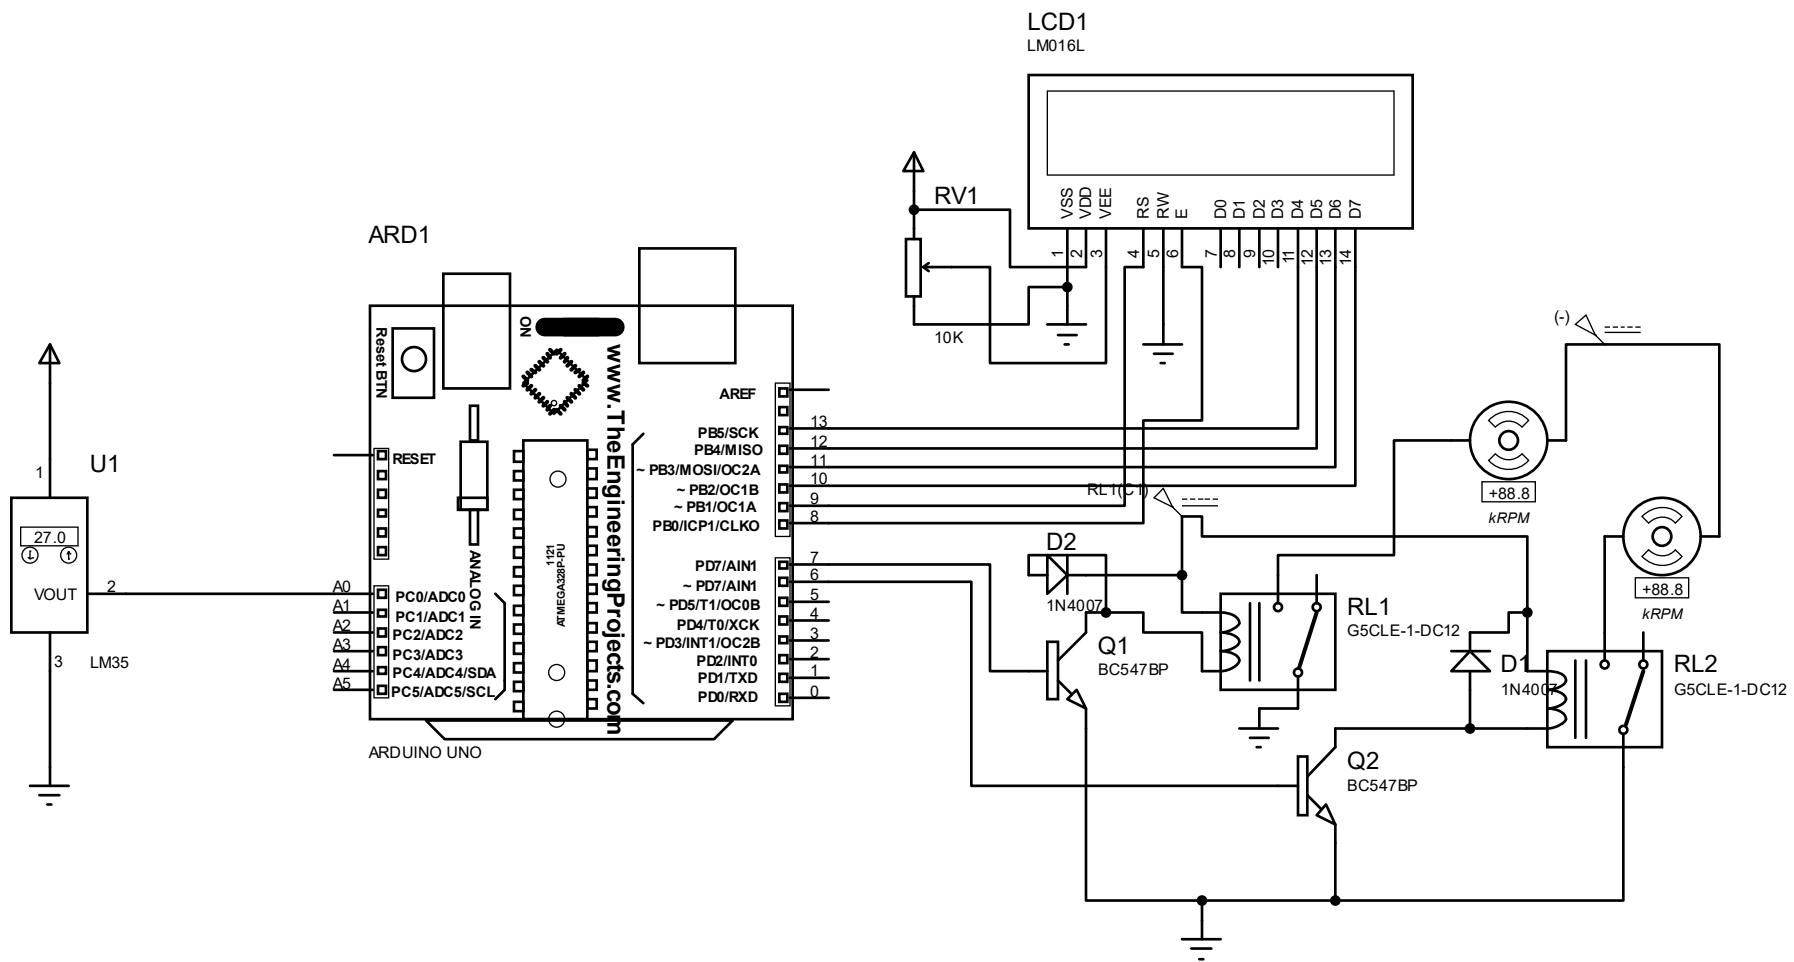 LCD1
LM016L
VSS
VDD
VEE
RS
RW
E
D0
D1
D2
D3
D4
D5
D6
D7
1
2
3
4
5
6
7
8
9
10
11
12
13
14
RV1
10K
ARD1
Reset BTN
ON
www.TheEngineeringProjects.com
AREF
RESET
PB5/SCK 13
PB4/MISO 12
~ PB3/MOSI/OC2A 11
~ PB2/OC1B 10
~ PB1/OC1A 9
PB0/ICP1/CLKO 8
PD7/AIN1 7
~ PD7/AIN1 6
~ PD5/T1/OC0B 5
PD4/T0/XCK 4
~ PD3/INT1/OC2B 3
PD2/INT0 2
PD1/TXD 1
PD0/RXD 0
ANALOG IN
1121
ATMEGA328P-PU
A0 PC0/ADC0
A1 PC1/ADC1
A2 PC2/ADC2
A3 PC3/ADC3
A4 PC4/ADC4/SDA
A5 PC5/ADC5/SCL
ARDUINO UNO
U1
1
27.0
VOUT
2
3
LM35
(-)
+88.8
kRPM
+88.8
kRPM
RL1(C1)
D2
1N4007
Q1
BC547BP
RL1
G5CLE-1-DC12
D1
1N4007
RL2
G5CLE-1-DC12
Q2
BC547BP